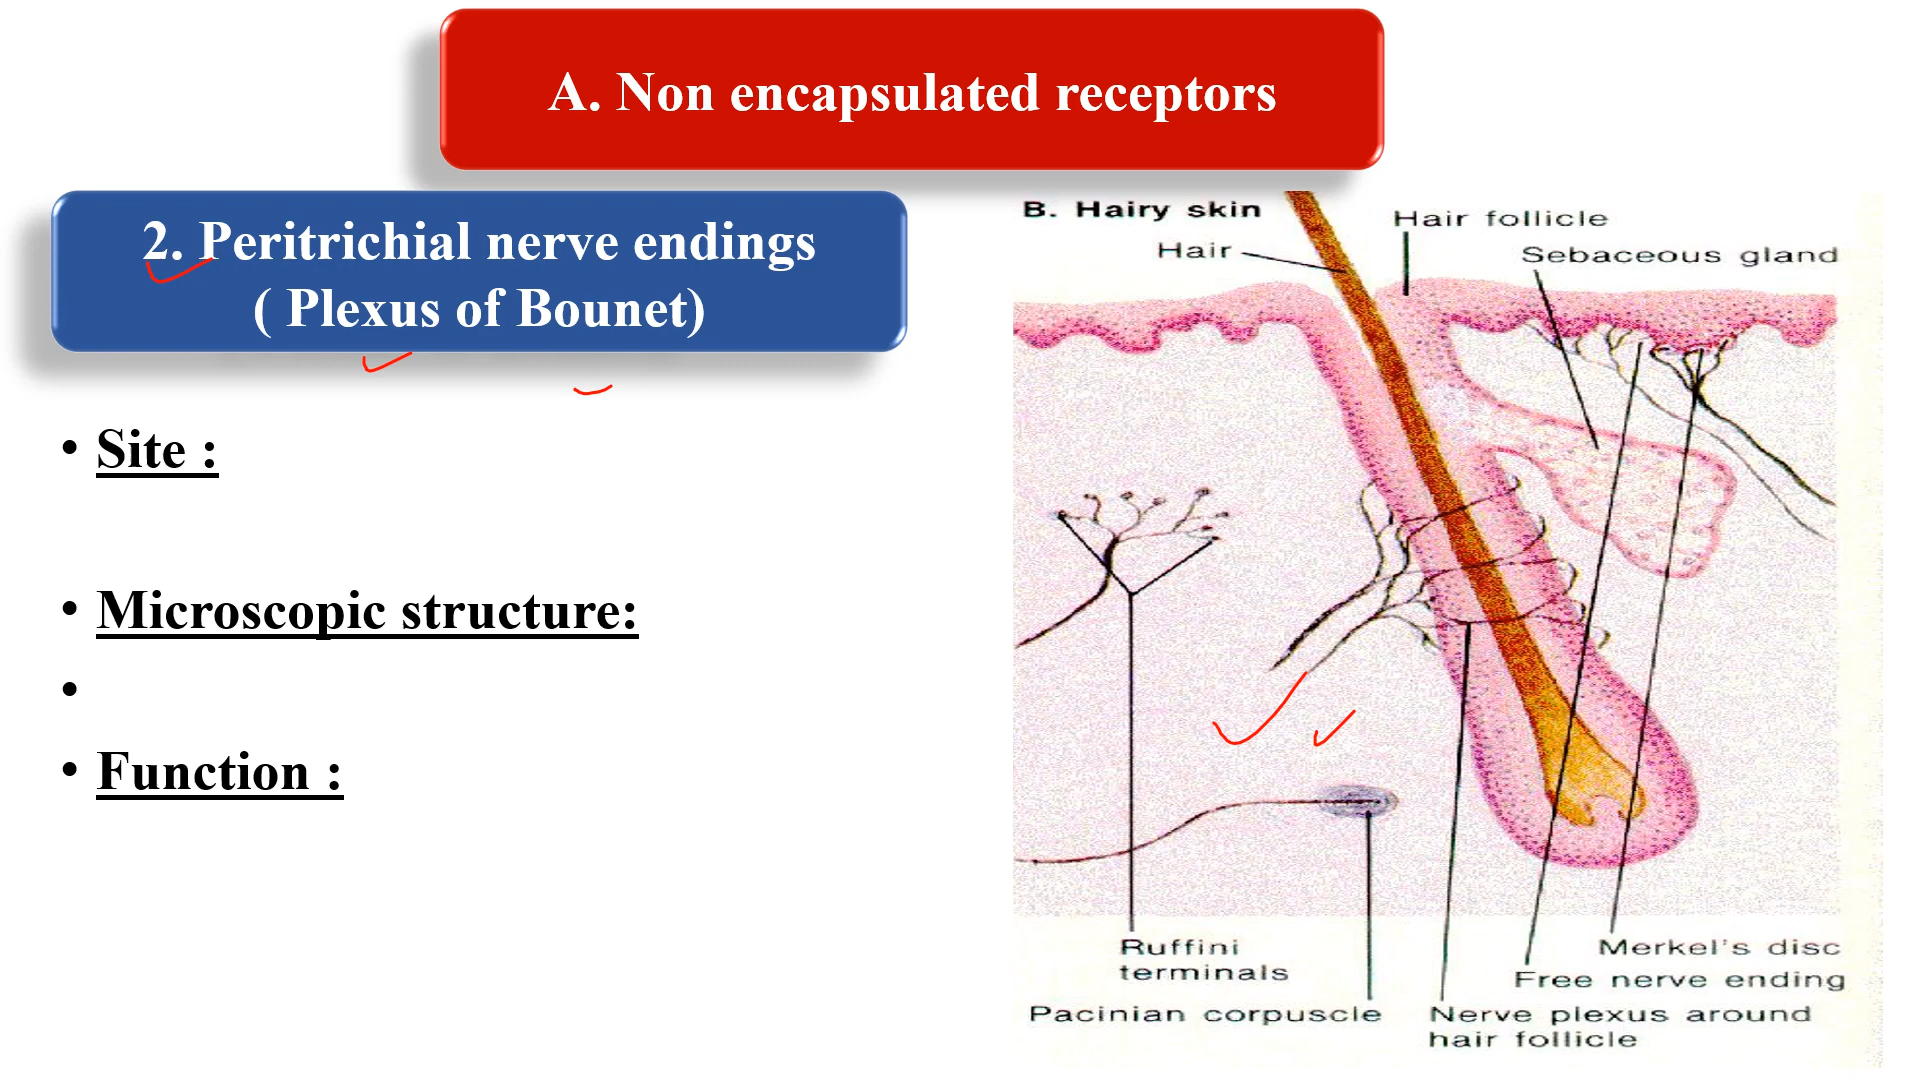 A. Non encapsulated receptors
2. Peritrichial nerve endings
( Plexus of Bounet)
• Site :
• Microscopic structure:
•
• Function :
B. Hairy skin
Hair
Hair follicle
Sebaceous gland
Ruffini
terminals
Pacinian corpuscle
Merkel's disc
Free nerve ending
Nerve plexus around
hair follicle